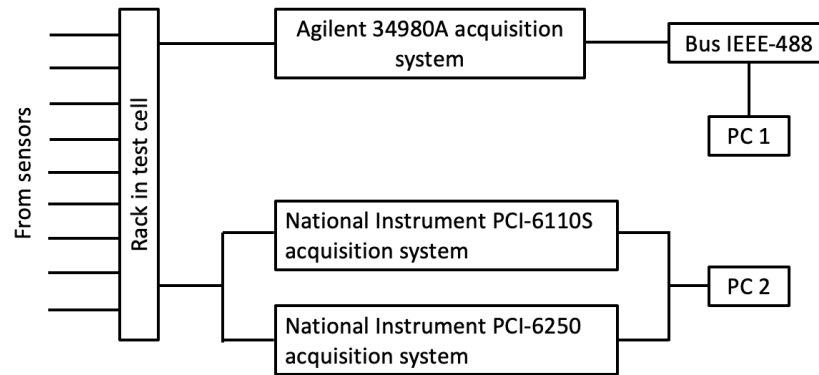 From sensors
Rack in test cell
Agilent 34980A acquisition
system
Bus IEEE-488
PC 1
National Instrument PCI-6110S
acquisition system
National Instrument PCI-6250
acquisition system
PC 2